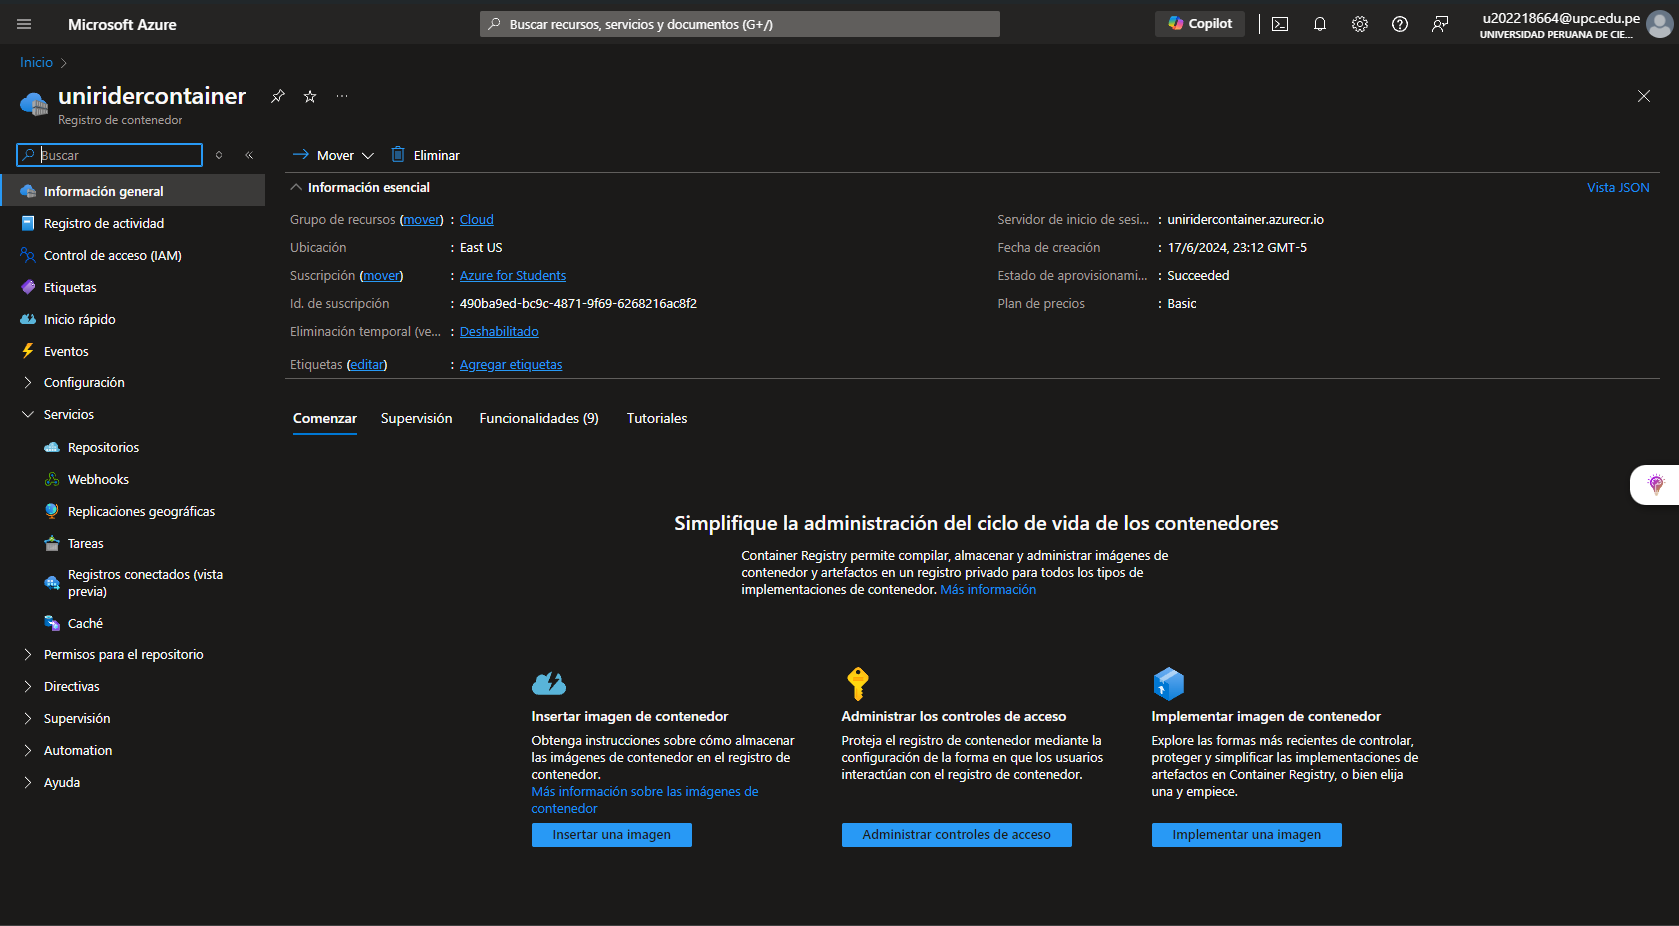 Microsoft Azure
Buscar recursos, servicios y documentos (G+/)
Copilot
u202218664@upc.edu.pe
UNIVERSIDAD PERUANA DE CIE...
Inicio
uniridercontainer
Registro de contenedor
Buscar
Mover
Eliminar
Información general
Registro de actividad
Control de acceso (IAM)
Etiquetas
Inicio rápido
Eventos
Configuración
Servicios
Repositorios
Webhooks
Replicaciones geográficas
Tareas
Registros conectados (vista
previa)
Caché
Permisos para el repositorio
Directivas
Supervisión
Automation
Ayuda
Información esencial
Vista JSON
Grupo de recursos (mover) : Cloud
Ubicación : East US
Suscripción (mover) : Azure for Students
Id. de suscripción : 490ba9ed-bc9c-4871-9f69-6268216ac8f2
Eliminación temporal (ve... : Deshabilitado
Etiquetas (editar) : Agregar etiquetas
Servidor de inicio de sesi... : uniridercontainer.azurecr.io
Fecha de creación : 17/6/2024, 23:12 GMT-5
Estado de aprovisionami... : Succeeded
Plan de precios : Basic
Comenzar
Supervisión
Funcionalidades (9)
Tutoriales
Simplifique la administración del ciclo de vida de los contenedores
Container Registry permite compilar, almacenar y administrar imágenes de
contenedor y artefactos en un registro privado para todos los tipos de
implementaciones de contenedor. Más información
Insertar imagen de contenedor
Obtenga instrucciones sobre cómo almacenar
las imágenes de contenedor en el registro de
contenedor.
Más información sobre las imágenes de
contenedor
Insertar una imagen
Administrar los controles de acceso
Proteja el registro de contenedor mediante la
configuración de la forma en que los usuarios
interactúan con el registro de contenedor.
Administrar controles de acceso
Implementar imagen de contenedor
Explore las formas más recientes de controlar,
proteger y simplificar las implementaciones de
artefactos en Container Registry, o bien elija
una y empiece.
Implementar una imagen